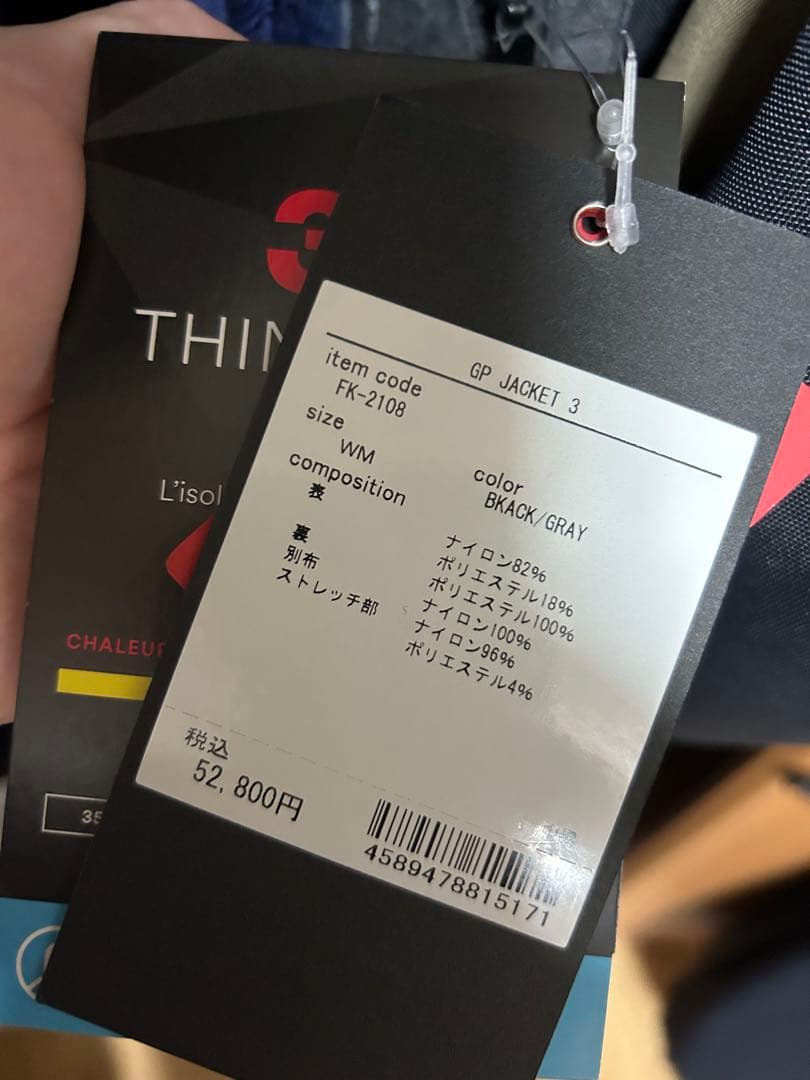 3
THIN
L'isol
CHALEUR
35
GP JACKET 3
item code
FK-2108
size
WM
color
BKACK/GRAY
composition
表 ナイロン82%
ポリエステル18%
裏 ポリエステル100%
別布 ナイロン100%
ストレッチ部 ナイロン96%
ポリエステル4%
税込
52,800円
4589478815171